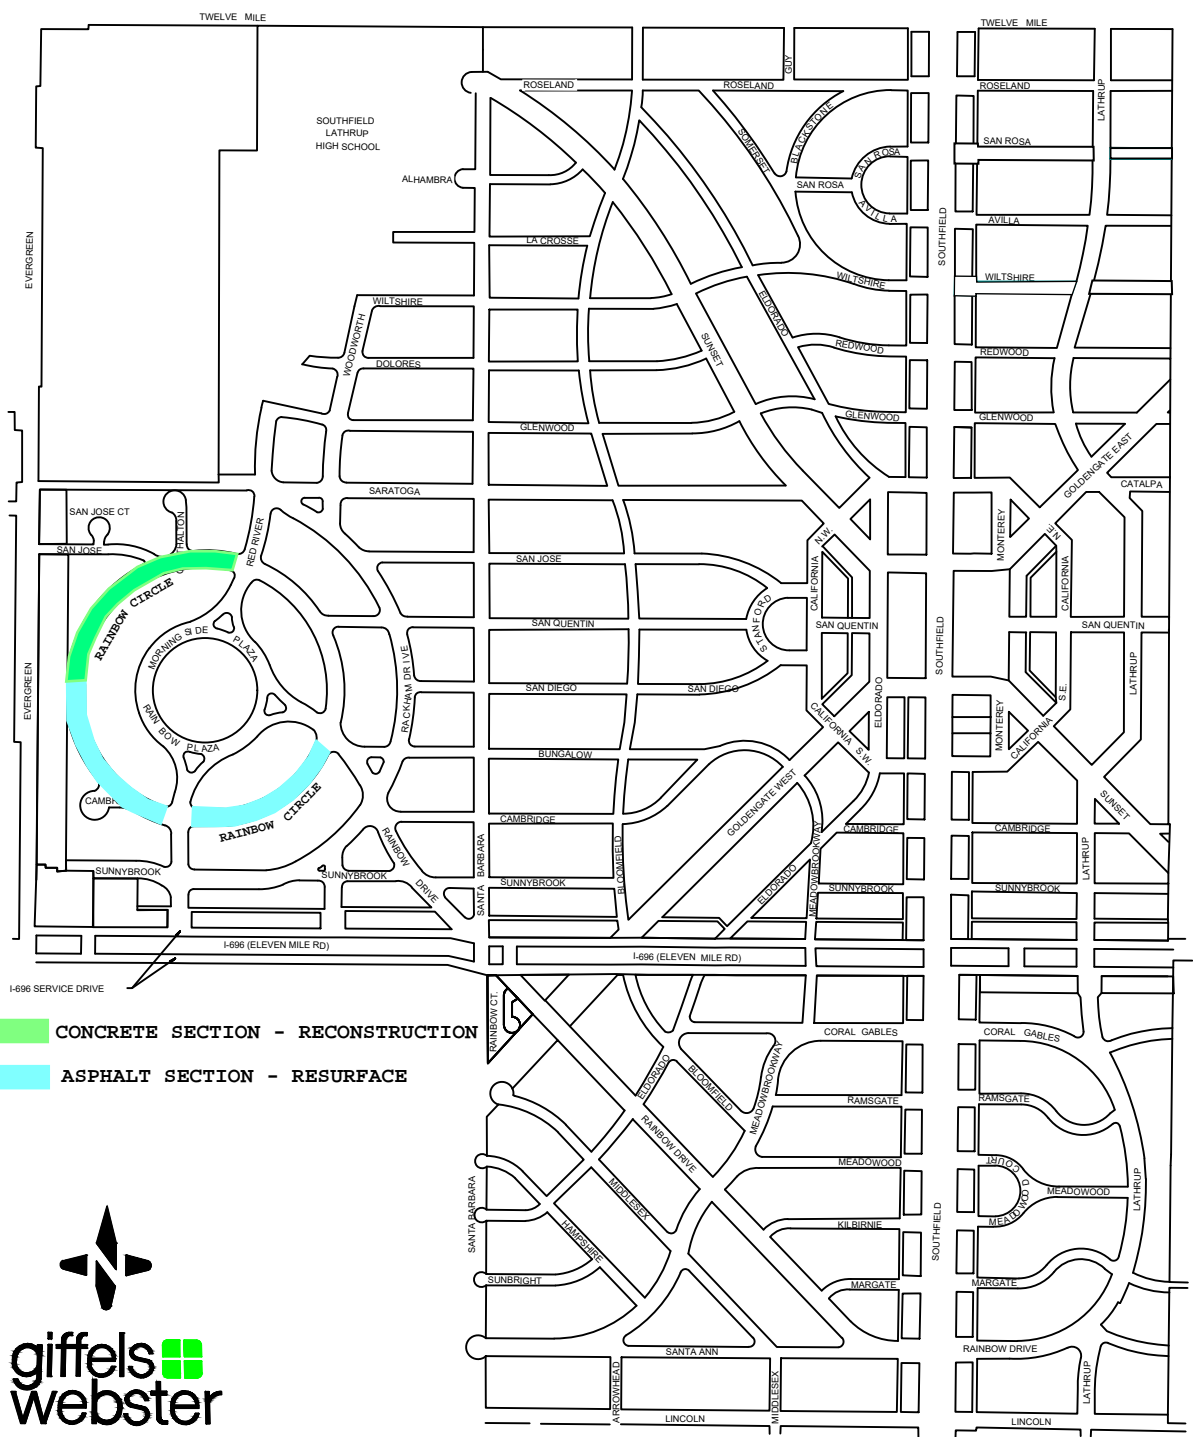 TWELVE MILE
TWELVE MILE
GUY
ROSELAND
ROSELAND
ROSELAND
LATHRUP
SOUTHFIELD
LATHRUP
HIGH SCHOOL
SOMERSET
BLACKSTONE
SAN ROSA
SAN ROSA
SAN ROSA
ALHAMBRA
AVILLA
AVILLA
SOUTHFIELD
EVERGREEN
LA CROSSE
WILTSHIRE
WILTSHIRE
WILTSHIRE
WOODWORTH
ELDORADO
SUNSET
REDWOOD
REDWOOD
DOLORES
GLENWOOD
GLENWOOD
GLENWOOD
GOLDENGATE EAST
CATALPA
SARATOGA
SAN JOSE CT
SAN JOSE
THALTON
RED RIVER
SAN JOSE
N.W.
CALIFORNIA
MONTEREY
N.E.
CALIFORNIA
RAINBOW CIRCLE
STANFORD
SAN QUENTIN
SAN QUENTIN
SAN QUENTIN
MORNING SIDE
PLAZA
SOUTHFIELD
EVERGREEN
RACKHAM DRIVE
SAN DIEGO
SAN DIEGO
ELDORADO
LATHRUP
S.E.
RAIN BOW PLAZA
MONTEREY
CALIFORNIA
CALIFORNIA S.W.
BUNGALOW
GOLDENGATE WEST
CAMBR
RAINBOW CIRCLE
SUNSET
CAMBRIDGE
CAMBRIDGE
CAMBRIDGE
RAINBOW DRIVE
SANTA BARBARA
BLOOMFIELD
MEADOWBROOKWAY
LATHRUP
SUNNYBROOK
SUNNYBROOK
SUNNYBROOK
ELDORADO
SUNNYBROOK
SUNNYBROOK
I-696 (ELEVEN MILE RD)
I-696 (ELEVEN MILE RD)
I-696 SERVICE DRIVE
RAINBOW CT.
CONCRETE SECTION - RECONSTRUCTION
CORAL GABLES
CORAL GABLES
ASPHALT SECTION - RESURFACE
ELDORADO
BLOOMFIELD
MEADOWBROOKWAY
RAMSGATE
RAMSGATE
RAINBOW DRIVE
MEADOWOOD
COURT
MEADOWOOD
MEADOWOOD
LATHRUP
SANTA BARBARA
MIDDLESEX
HAMPSHIRE
KILBIRNIE
SOUTHFIELD
SUNBRIGHT
MARGATE
MARGATE
SANTA ANN
RAINBOW DRIVE
ARROWHEAD
MIDDLESEX
LATHRUP
LINCOLN
LINCOLN
N
giffels
webster